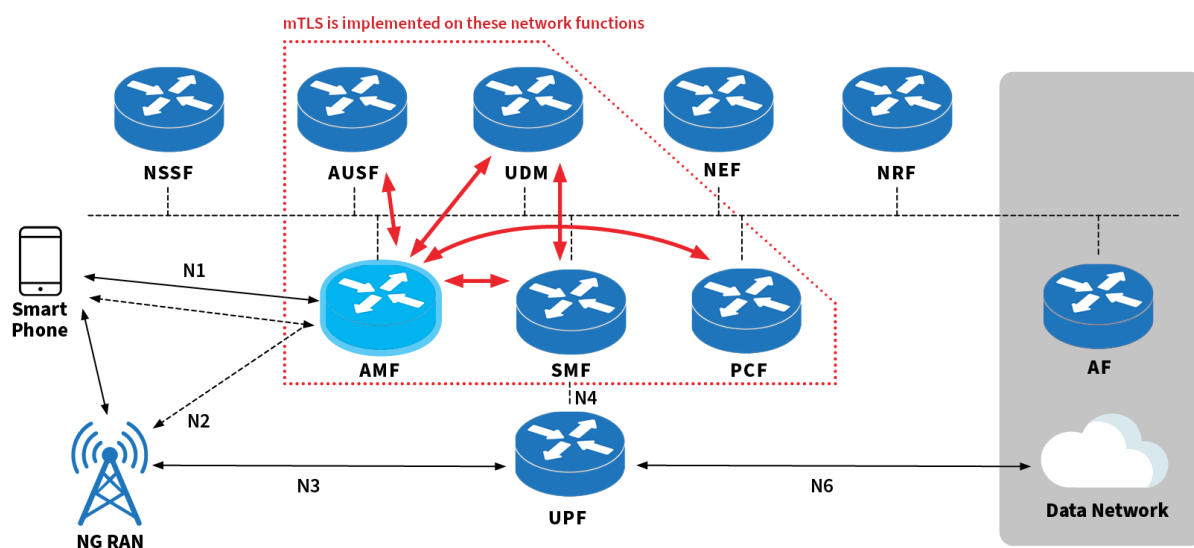 mTLS is implemented on these network functions
NSSF
AUSF
UDM
NEF
NRF
N1
Smart
Phone
AMF
SMF
PCF
AF
N4
N2
N3
N6
UPF
Data Network
NG RAN